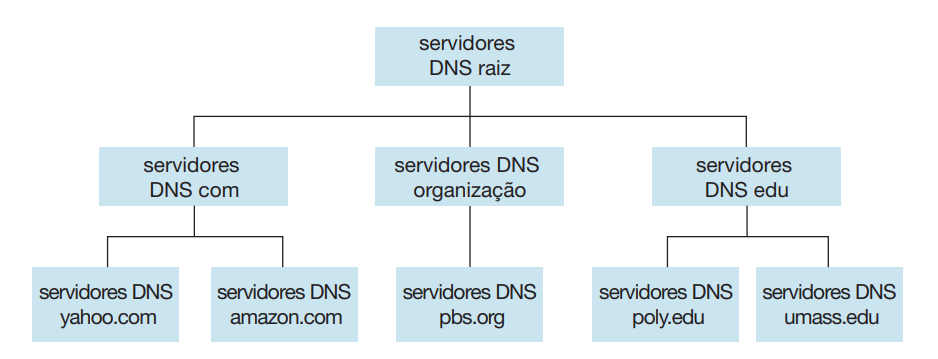 servidores
DNS raiz
servidores
DNS com
servidores DNS
organização
servidores
DNS edu
servidores DNS
yahoo.com
servidores DNS
amazon.com
servidores DNS
pbs.org
servidores DNS
poly.edu
servidores DNS
umass.edu